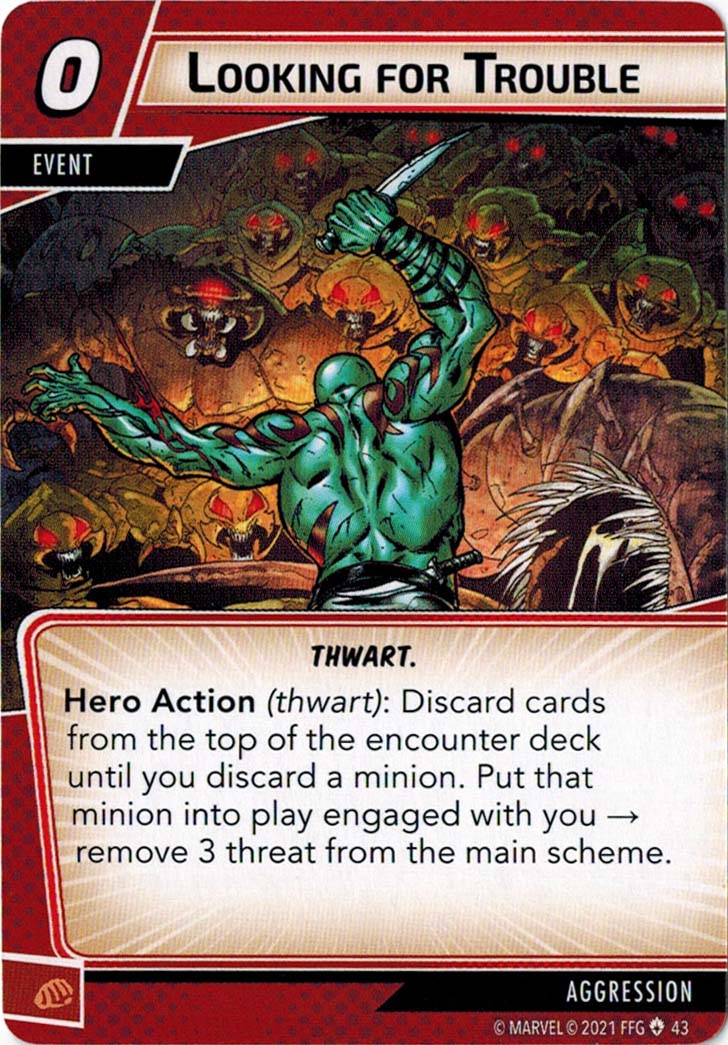 0
LOOKING FOR TROUBLE
EVENT
THWART.
Hero Action (thwart): Discard cards
from the top of the encounter deck
until you discard a minion. Put that
minion into play engaged with you →
remove 3 threat from the main scheme.
AGGRESSION
© MARVEL © 2021 FFG 43